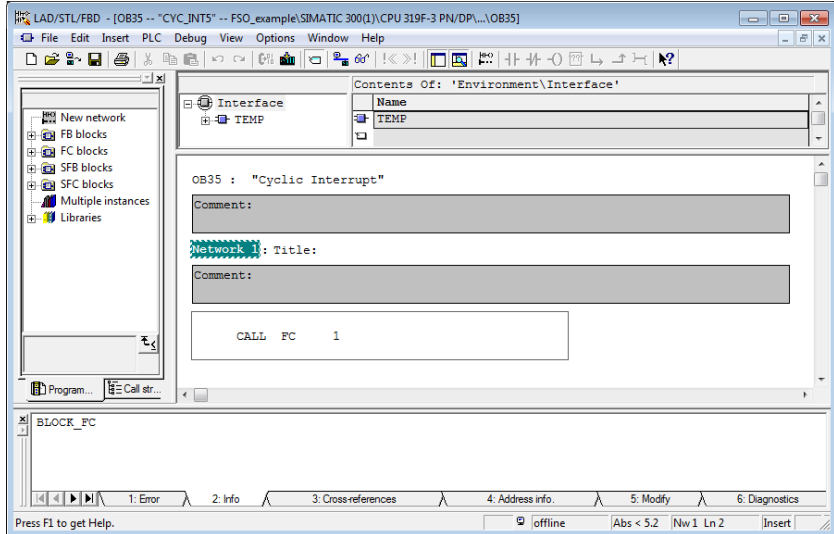 LAD/STL/FBD - [OB35 -- "CYC_INT5" -- FSO_example\SIMATIC 300(1)\CPU 319F-3 PN/DP\...\OB35]
File Edit Insert PLC Debug View Options Window Help
Contents Of: 'Environment\Interface'
Interface
TEMP
Name
TEMP
New network
FB blocks
FC blocks
SFB blocks
SFC blocks
Multiple instances
Libraries
Program...
Call str...
OB35 : "Cyclic Interrupt"
Comment:
Network 1: Title:
Comment:
CALL FC 1
BLOCK_FC
1: Error 2: Info 3: Cross-references 4: Address info. 5: Modify 6: Diagnostics
Press F1 to get Help. offline Abs < 5.2 Nw 1 Ln 2 Insert